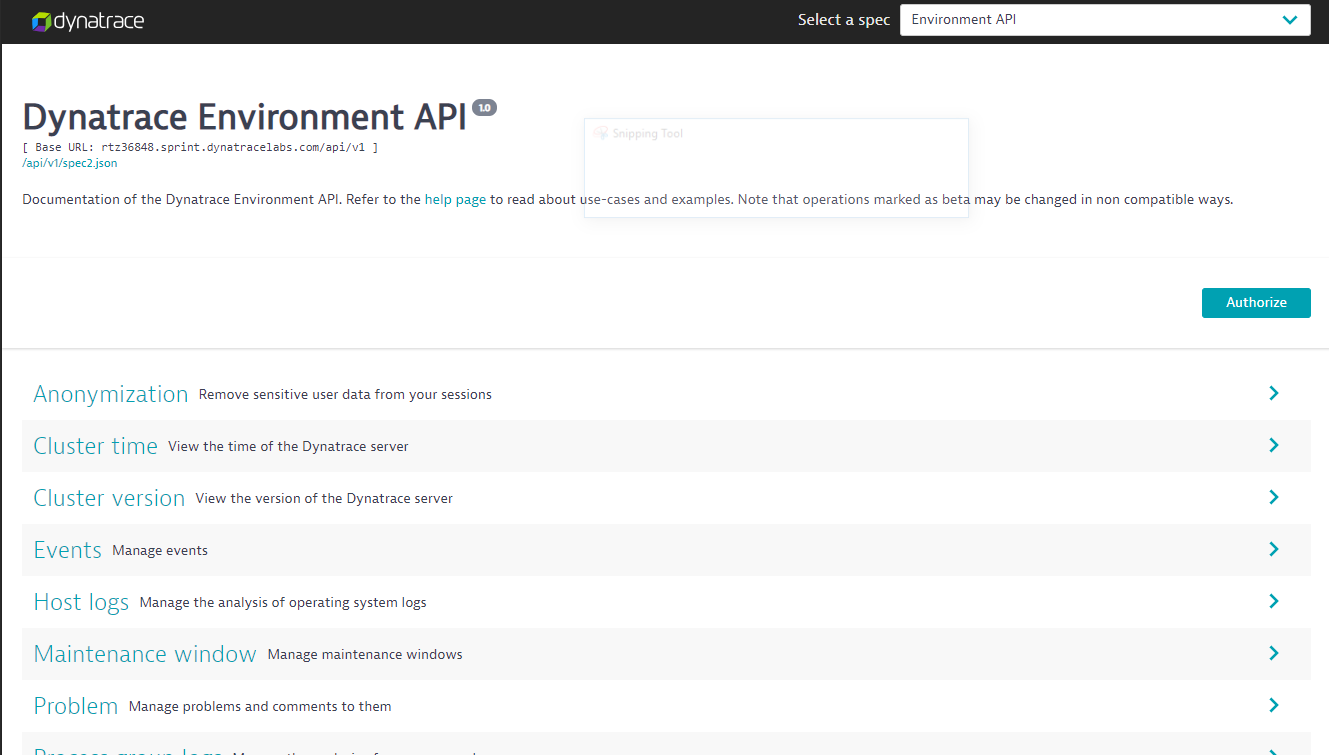 dynatrace
Select a spec
Environment API
Dynatrace Environment API 1.0
[ Base URL: rtz36848.sprint.dynatracelabs.com/api/v1 ]
/api/v1/spec2.json
Snipping Tool
Documentation of the Dynatrace Environment API. Refer to the help page to read about use-cases and examples. Note that operations marked as beta may be changed in non compatible ways.
Authorize
Anonymization Remove sensitive user data from your sessions
Cluster time View the time of the Dynatrace server
Cluster version View the version of the Dynatrace server
Events Manage events
Host logs Manage the analysis of operating system logs
Maintenance window Manage maintenance windows
Problem Manage problems and comments to them
Process group logs